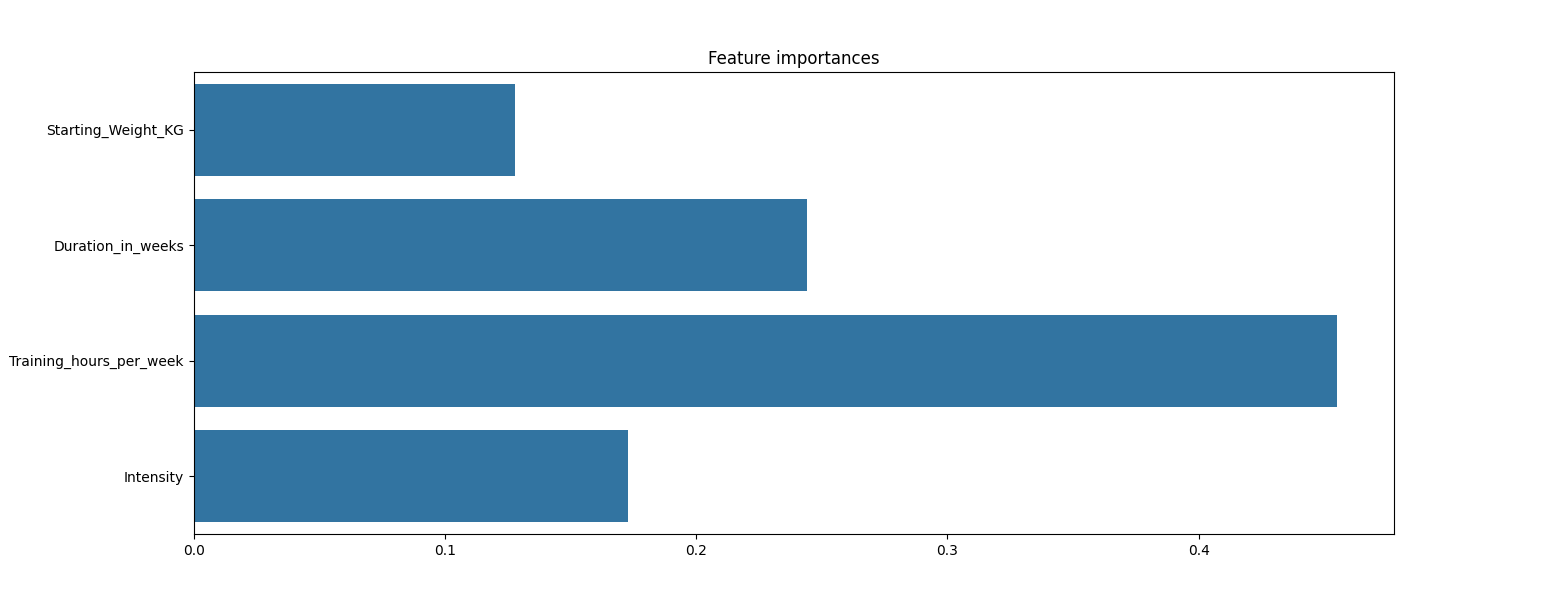 Feature importances
Starting_Weight_KG
Duration_in_weeks
Training_hours_per_week
Intensity
0.0 0.1 0.2 0.3 0.4